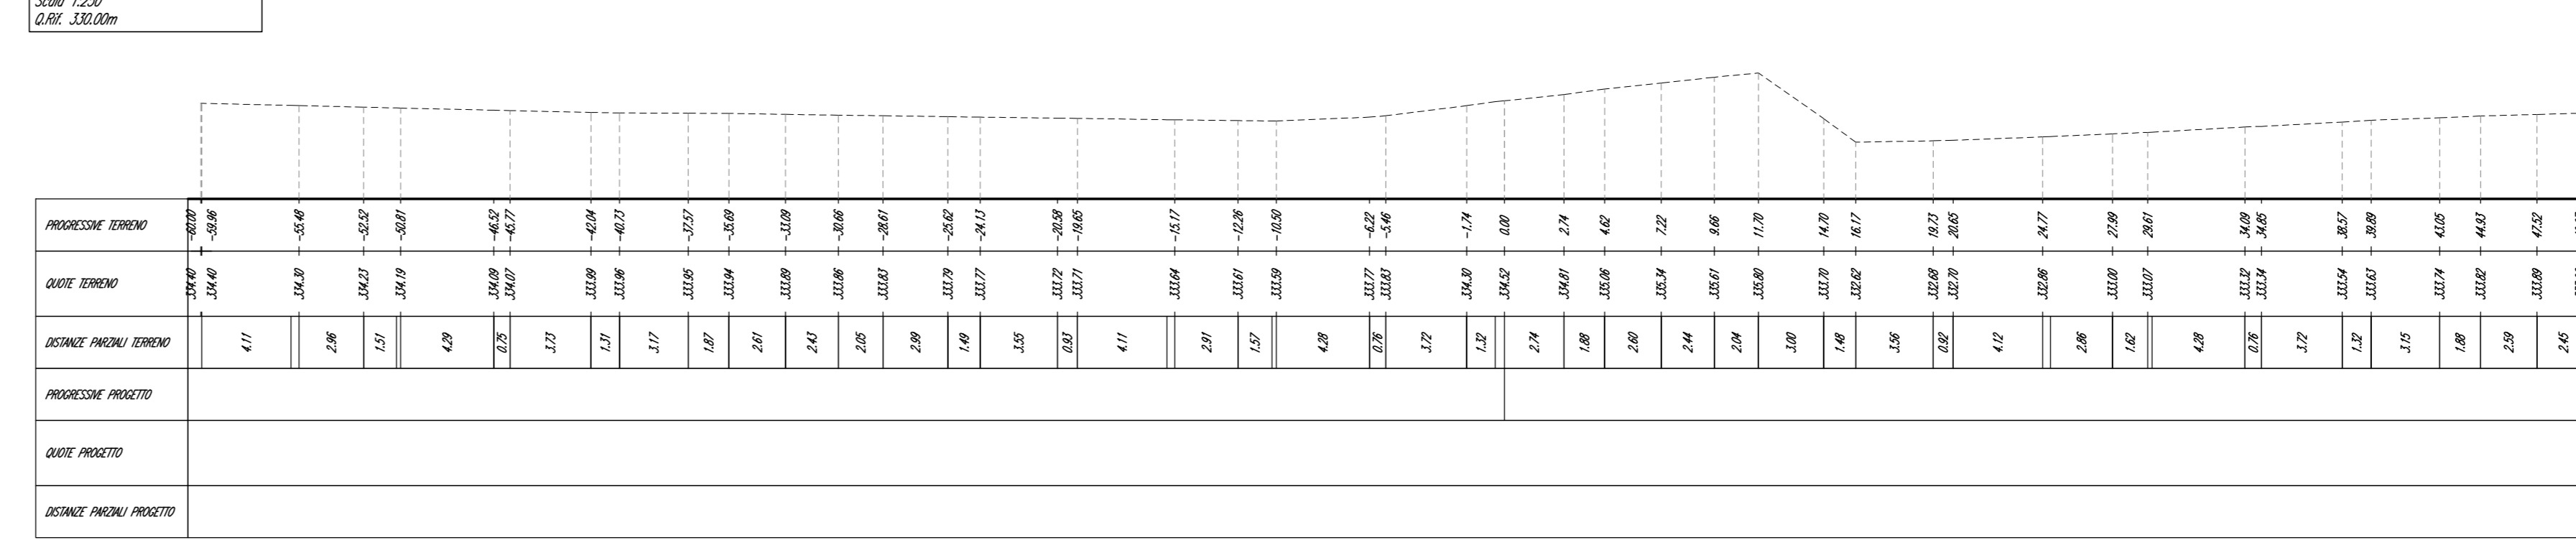 Scala 1:250
Q.Rif. 330.00m
PROGRESSIVE TERRENO -60.00 -59.96 -55.48 -52.52 -50.81 -46.52 -45.77 -42.04 -40.73 -37.57 -35.69 -33.09 -30.66 -28.61 -25.62 -24.13 -20.58 -19.65 -15.17 -12.26 -10.50 -6.22 -5.46 -1.74 0.00 2.74 4.62 7.22 9.66 11.70 14.70 16.17 19.73 20.65 24.77 27.99 29.61 34.09 34.85 38.57 39.89 43.05 44.93 47.52
QUOTE TERRENO 334.40 334.40 334.30 334.23 334.19 334.09 334.07 333.99 333.96 333.95 333.94 333.89 333.86 333.83 333.79 333.77 333.72 333.71 333.64 333.61 333.59 333.77 333.83 334.30 334.52 334.81 335.06 335.34 335.61 335.80 333.70 332.62 332.68 332.70 332.86 333.00 333.07 333.32 333.34 333.54 333.63 333.74 333.82 333.89
DISTANZE PARZIALI TERRENO 4.11 2.96 1.51 4.29 0.75 3.73 1.31 3.17 1.87 2.61 2.43 2.05 2.99 1.49 3.55 0.93 4.11 2.91 1.57 4.28 0.76 3.72 1.32 2.74 1.88 2.60 2.44 2.04 3.00 1.48 3.56 0.92 4.12 2.86 1.62 4.28 0.76 3.72 1.32 3.15 1.88 2.59 2.45
PROGRESSIVE PROGETTO
QUOTE PROGETTO
DISTANZE PARZIALI PROGETTO